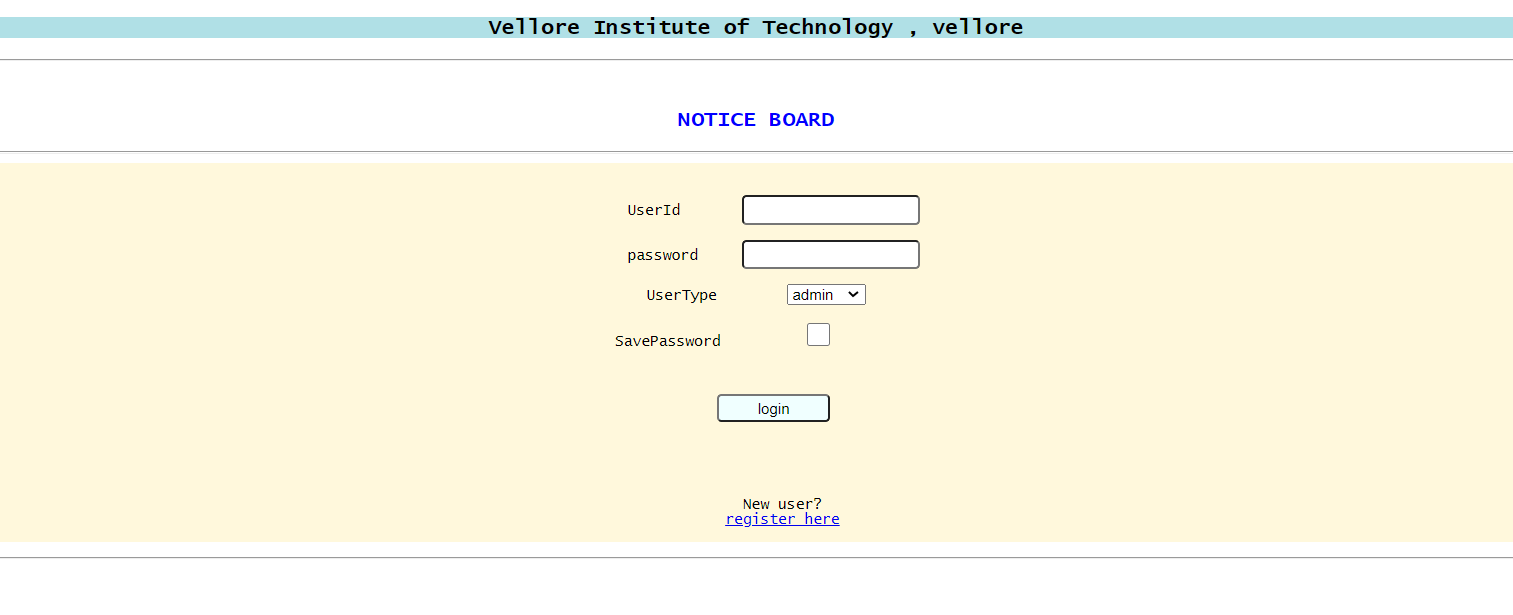 Vellore Institute of Technology , vellore
NOTICE BOARD
UserId
password
UserType admin
SavePassword
login
New user?
register here